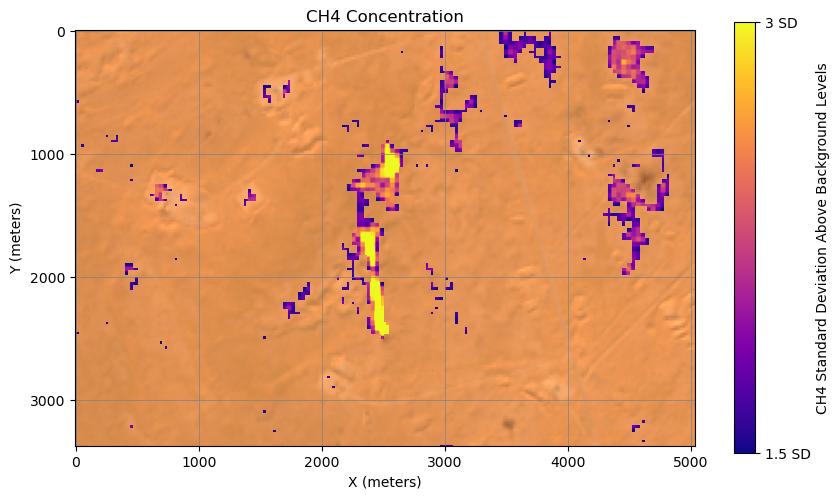 CH4 Concentration
0
1000
2000
3000
Y (meters)
0
1000
2000
3000
4000
5000
X (meters)
3 SD
1.5 SD
CH4 Standard Deviation Above Background Levels